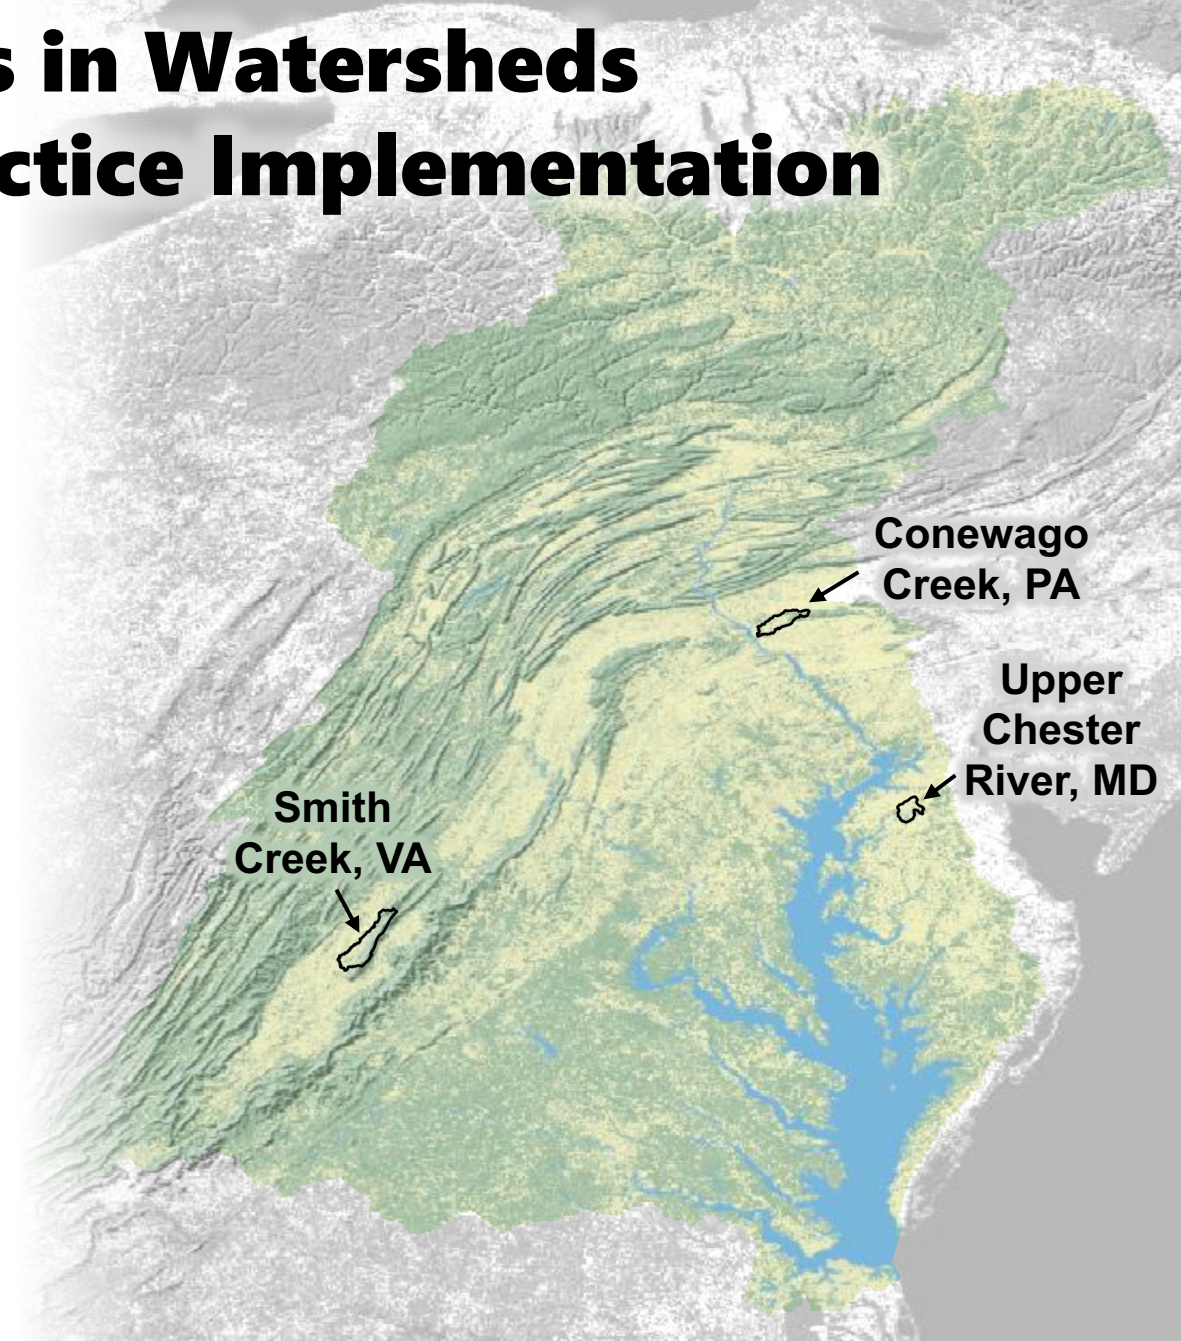 s in Watersheds
ctice Implementation
Conewago
Creek, PA
Upper
Chester
River, MD
Smith
Creek, VA